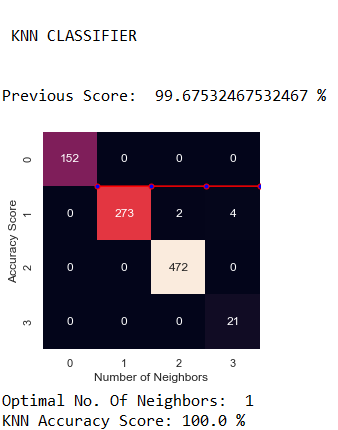 KNN CLASSIFIER
Previous Score: 99.67532467532467 %
0 152 0 0 0
1 0 273 2 4
2 0 0 472 0
3 0 0 0 21
Accuracy Score
0 1 2 3
Number of Neighbors
Optimal No. Of Neighbors: 1
KNN Accuracy Score: 100.0 %